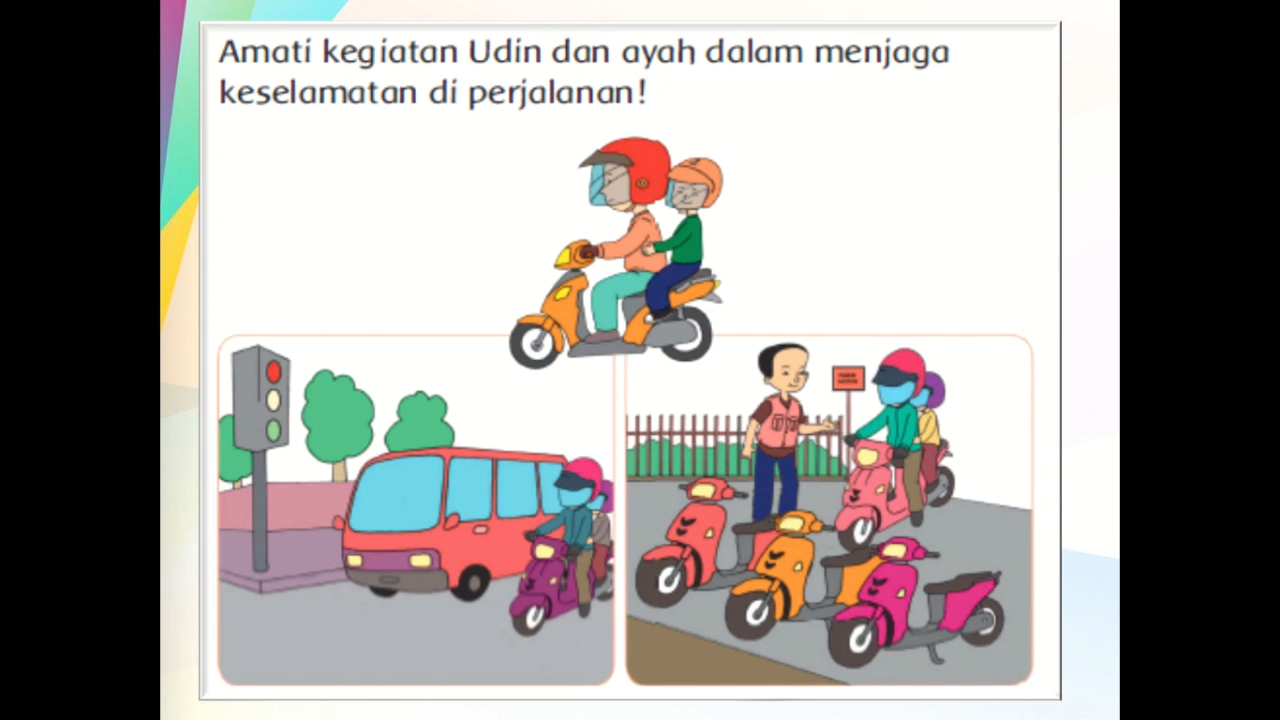 Amati kegiatan Udin dan ayah dalam menjaga
keselamatan di perjalanan!